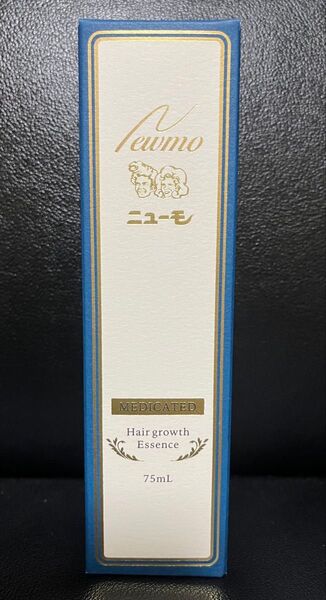 Newmo
ニューモ
MEDICATED
Hair growth
Essence
75mL